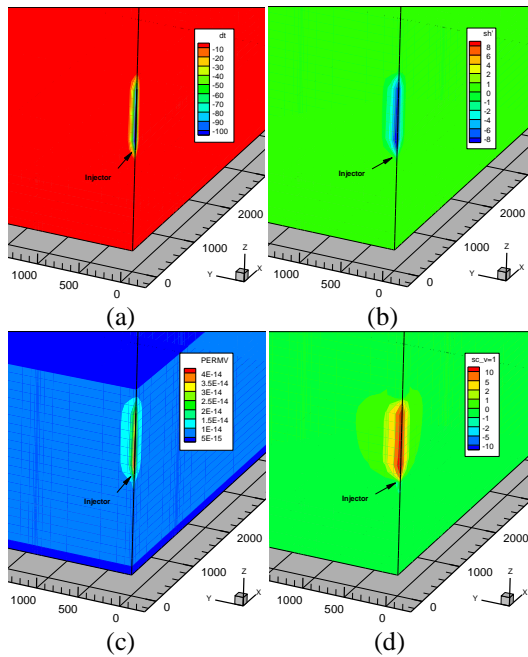 dt
-10
-20
-30
-40
-50
-60
-70
-80
-90
-100
Injector
2000
1000
0
1000
500
0
Z
Y
X
(a)
sh'
8
6
4
2
1
0
-1
-2
-4
-6
-8
Injector
2000
1000
0
1000
500
0
Z
Y
X
(b)
PERMV
4E-14
3.5E-14
3E-14
2.5E-14
2E-14
1.5E-14
1E-14
5E-15
Injector
2000
1000
0
1000
500
0
Z
Y
X
(c)
sc_v=1
10
5
2
1
0
-1
-2
-5
-10
Injector
2000
1000
0
1000
500
0
Z
Y
X
(d)